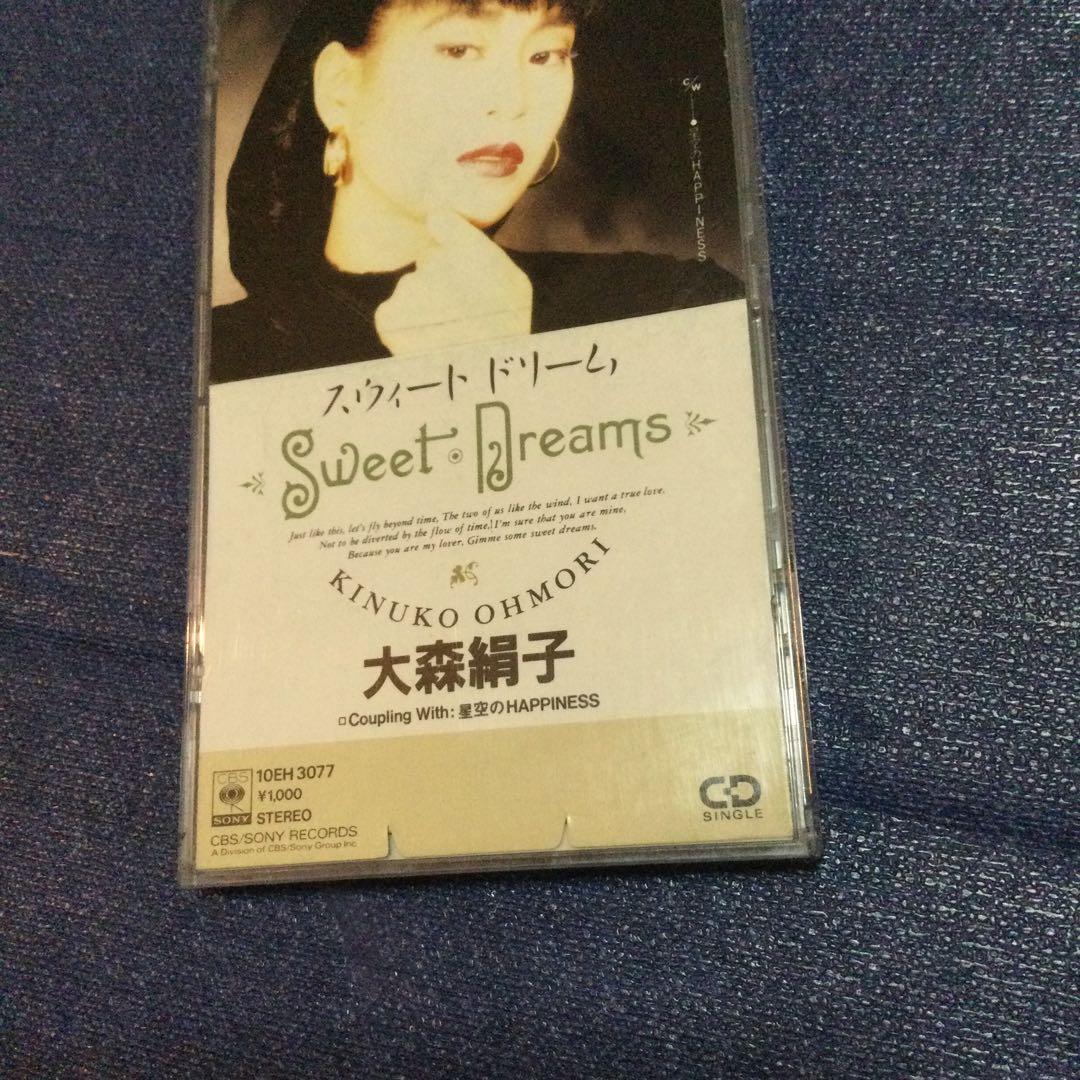 C/W
星空のHAPPINESS
スウィート ドリーム
Sweet Dreams
Just like this, let's fly beyond time, The two of us like the wind, I want a true love.
Not to be diverted by the flow of time, I'm sure that you are mine,
Because you are my lover, Gimme some sweet dreams.
KINUKO OHMORI
大森絹子
Coupling With: 星空のHAPPINESS
CBS
SONY
10EH 3077
¥1,000
STEREO
CBS/SONY RECORDS
A Division of CBS/Sony Group Inc.
CD
SINGLE